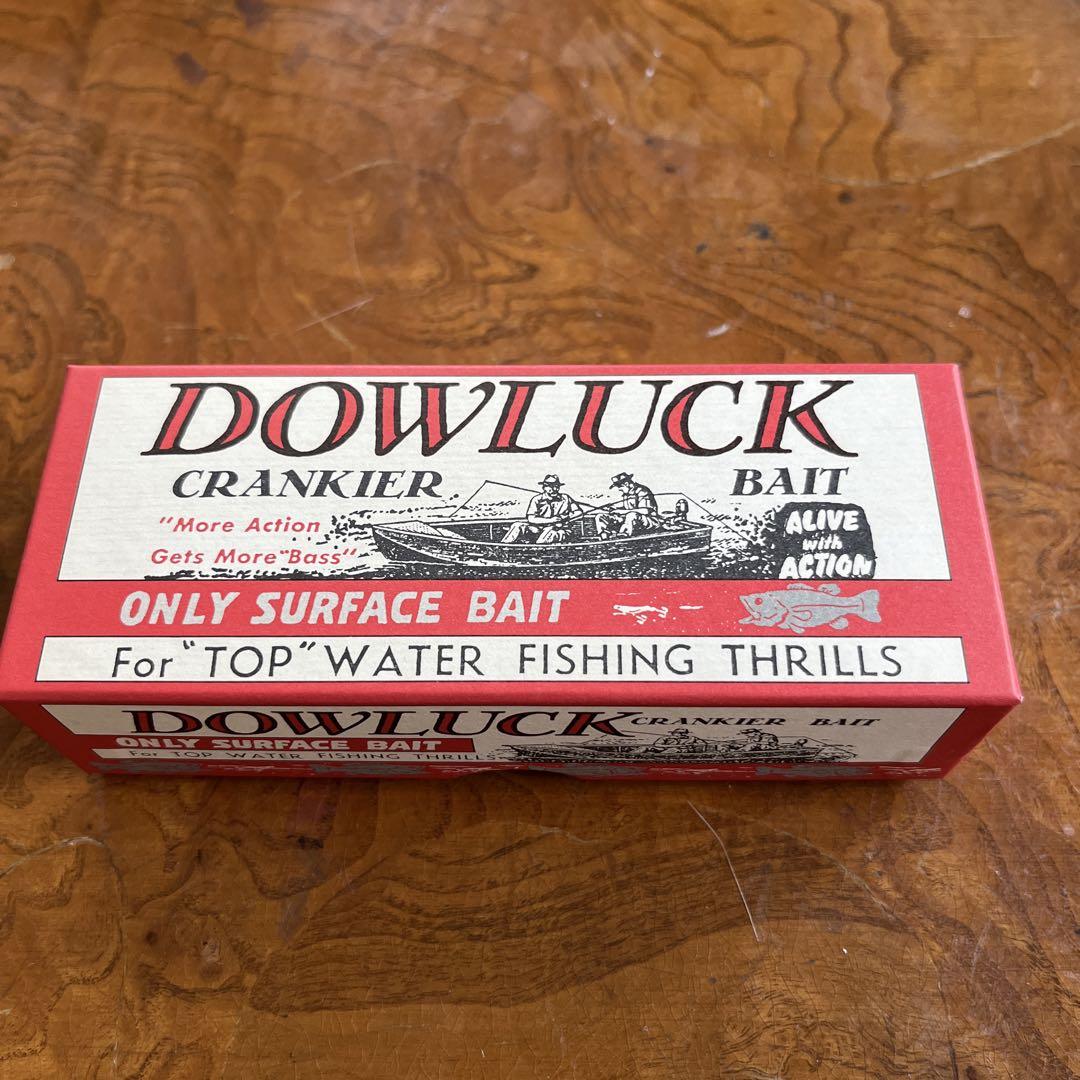 DOWLUCK
CRANKIER BAIT
"More Action
Gets More "Bass"
ALIVE
with
ACTION
ONLY SURFACE BAIT
For "TOP" WATER FISHING THRILLS
DOWLUCK CRANKIER BAIT
ONLY SURFACE BAIT
For TOP WATER FISHING THRILLS